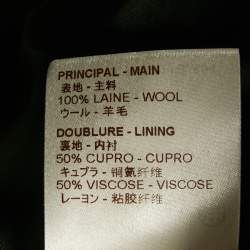 PRINCIPAL - MAIN
表地 - 主料
100% LAINE - WOOL
ウール - 羊毛
DOUBLURE - LINING
裏地 - 内衬
50% CUPRO - CUPRO
キュプラ - 铜氨纤维
50% VISCOSE - VISCOSE
レーヨン - 粘胶纤维